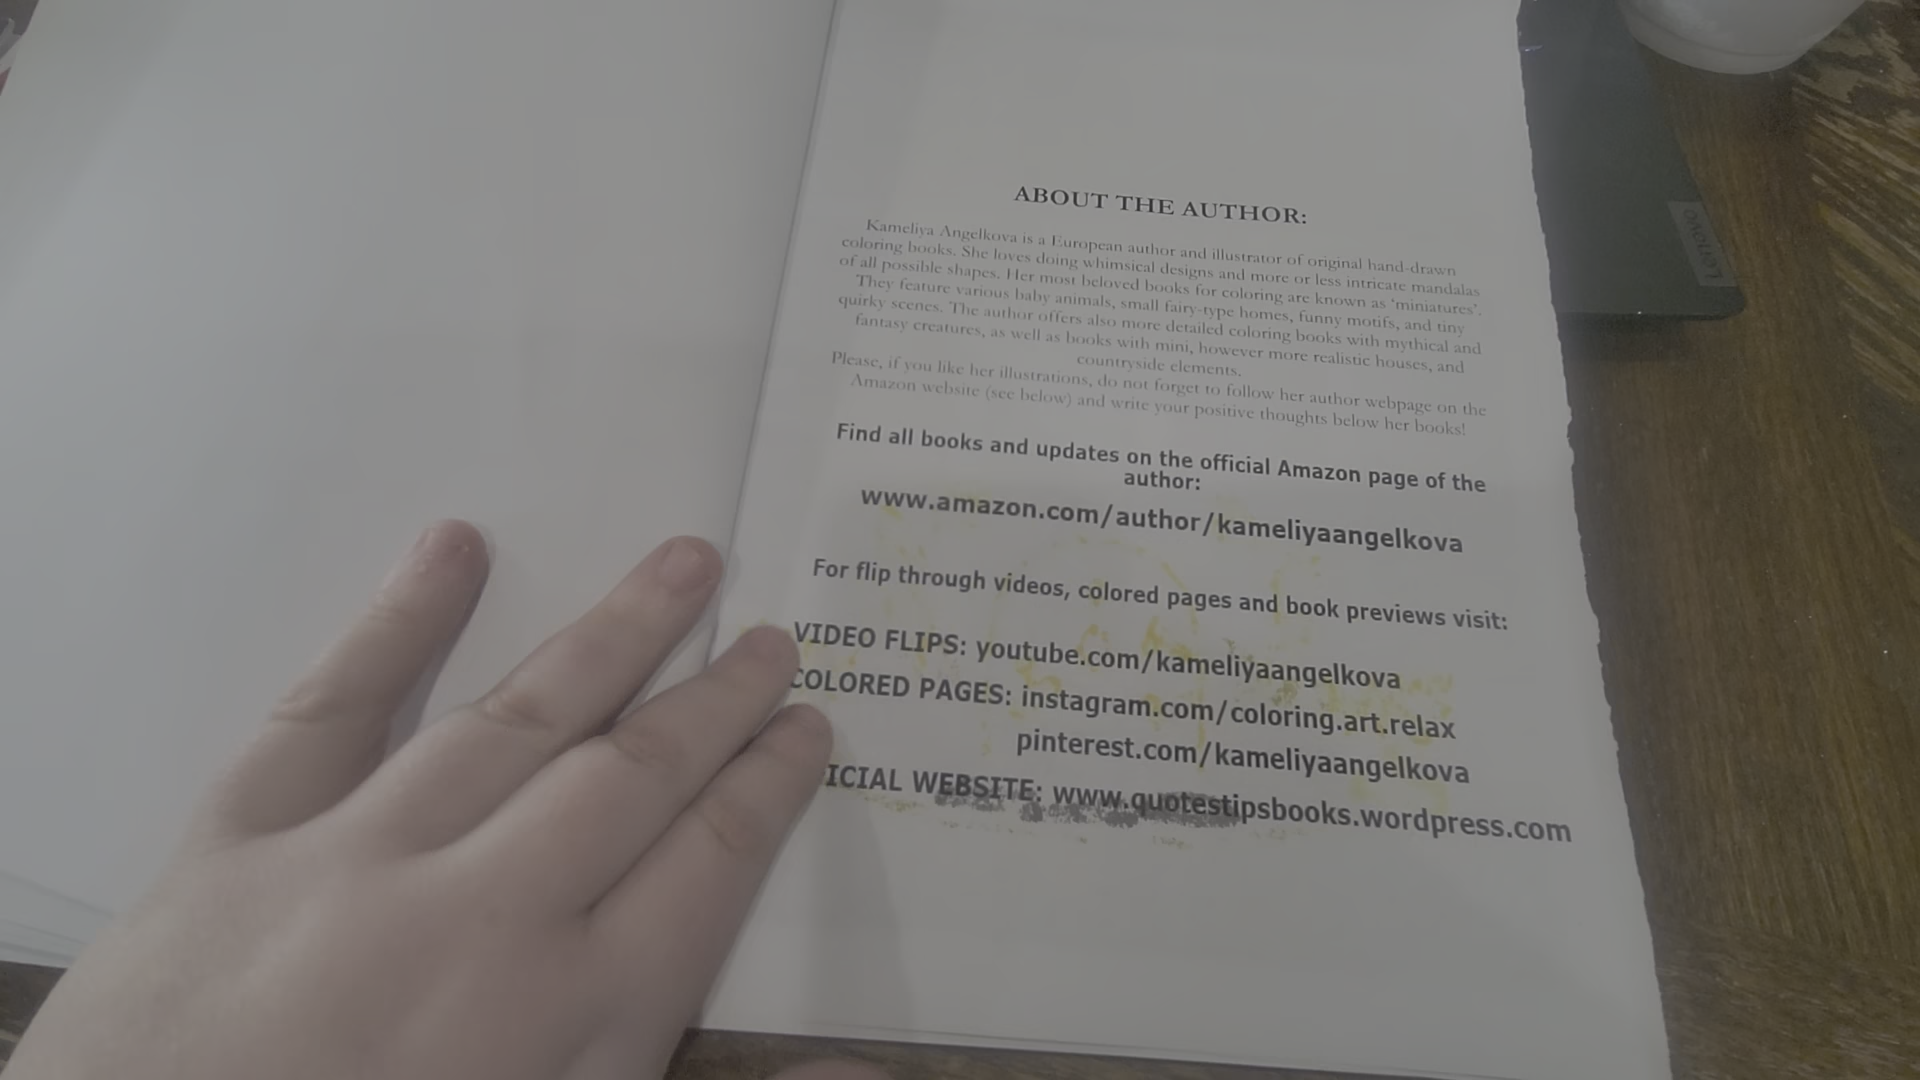 ABOUT THE AUTHOR:
Kameliya Angelkova is a European author and illustrator of original hand-drawn
coloring books. She loves doing whimsical designs and more or less intricate mandalas
of all possible shapes. Her most beloved books for coloring are known as 'miniatures'.
They feature various baby animals, small fairy-type homes, funny motifs, and tiny
quirky scenes. The author offers also more detailed coloring books with mythical and
fantasy creatures, as well as books with mini, however more realistic houses, and
countryside elements.
Please, if you like her illustrations, do not forget to follow her author webpage on the
Amazon website (see below) and write your positive thoughts below her books!
Find all books and updates on the official Amazon page of the
author:
www.amazon.com/author/kameliyaangelkova
For flip through videos, colored pages and book previews visit:
VIDEO FLIPS: youtube.com/kameliyaangelkova
COLORED PAGES: instagram.com/coloring.art.relax
pinterest.com/kameliyaangelkova
ICIAL WEBSITE: www.quotestipsbooks.wordpress.com
Lenovo